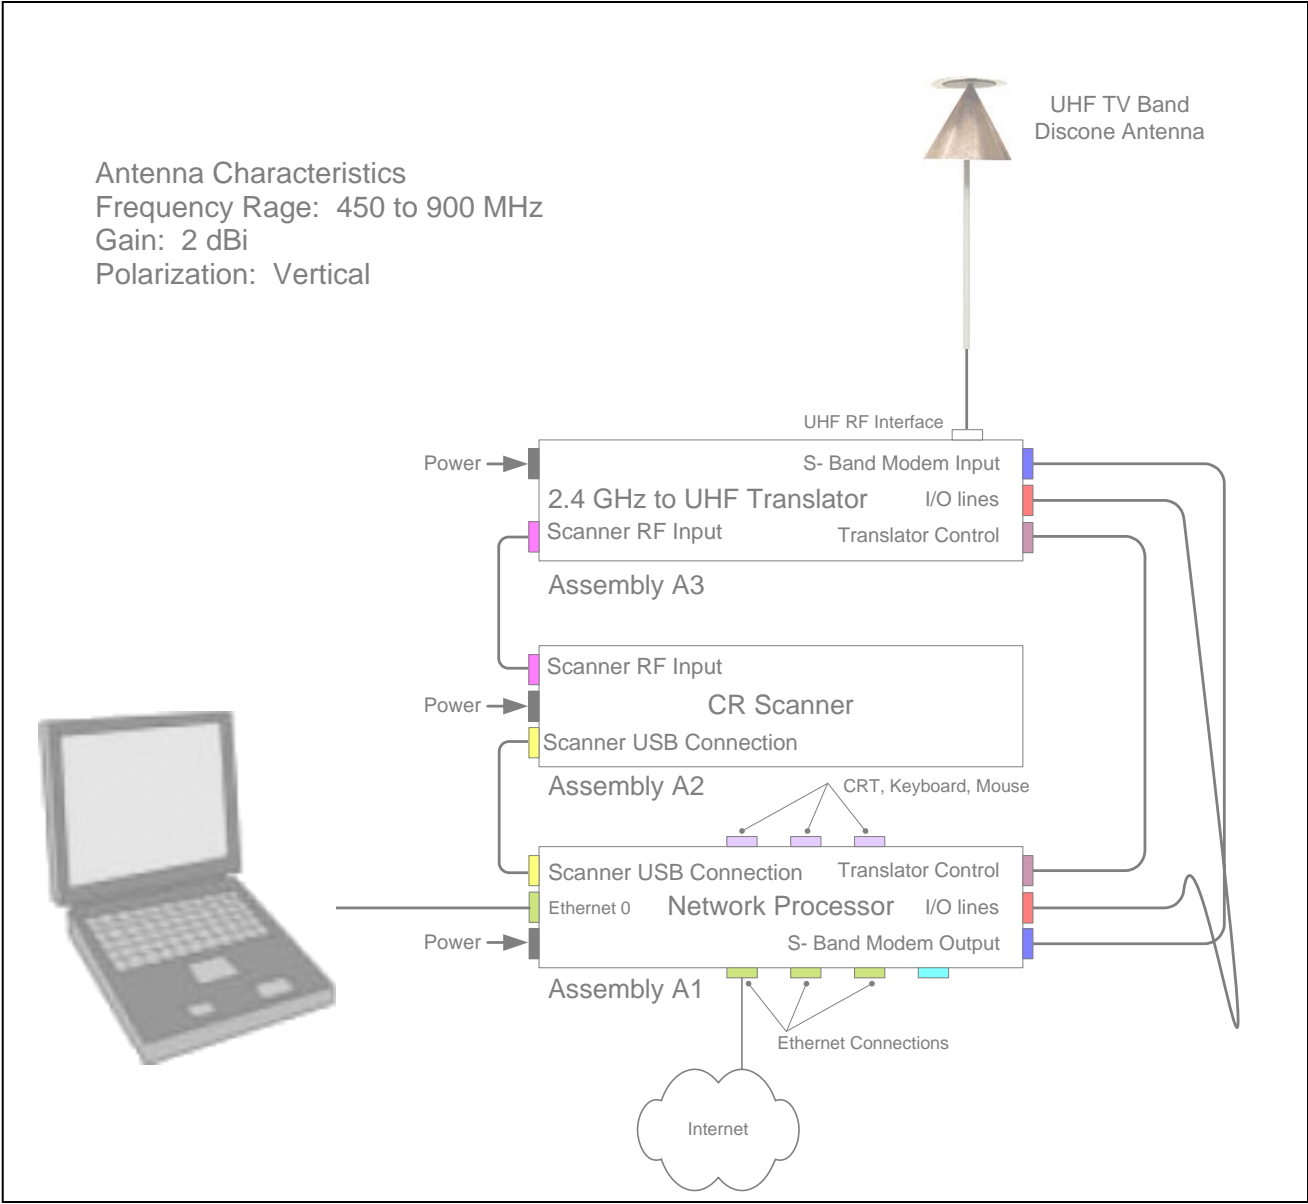 UHF TV Band
Discone Antenna
Antenna Characteristics
Frequency Rage:  450 to 900 MHz
Gain:  2 dBi
Polarization:  Vertical
UHF RF Interface
Power
S- Band Modem Input
2.4 GHz to UHF Translator
I/O lines
Scanner RF Input
Translator Control
Assembly A3
Scanner RF Input
Power
CR Scanner
Scanner USB Connection
Assembly A2
CRT, Keyboard, Mouse
Scanner USB Connection
Translator Control
Ethernet 0
Network Processor
I/O lines
Power
S- Band Modem Output
Assembly A1
Ethernet Connections
Internet